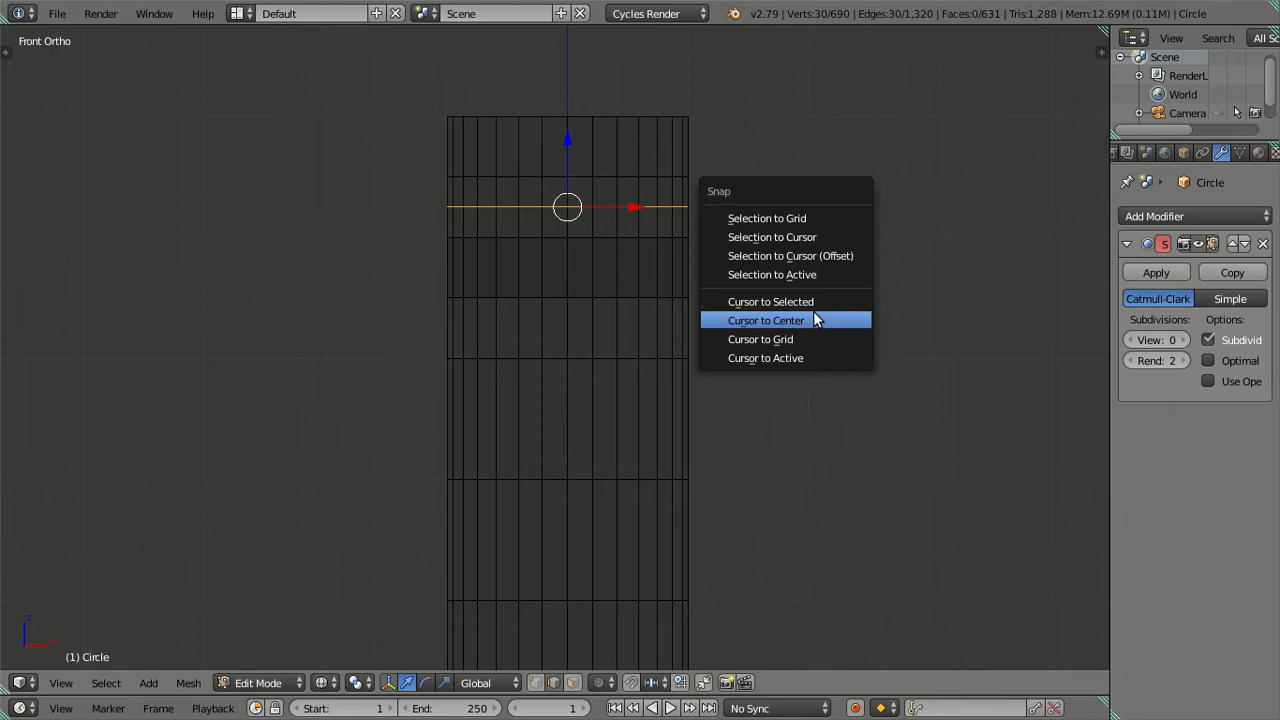 File Render Window Help Default Scene Cycles Render v2.79 | Verts:30/690 | Edges:30/1,320 | Faces:0/631 | Tris:1,288 | Mem:12.69M (0.11M) | Circle
Front Ortho
View Search All Sc
Scene
RenderL
World
Camera
Circle
Add Modifier
S
Apply Copy
Catmull-Clark Simple
Subdivisions: Options:
View: 0 Subdivid
Rend: 2 Optimal
Use Ope
Snap
Selection to Grid
Selection to Cursor
Selection to Cursor (Offset)
Selection to Active
Cursor to Selected
Cursor to Center
Cursor to Grid
Cursor to Active
z
x
(1) Circle
View Select Add Mesh Edit Mode Global
View Marker Frame Playback Start: 1 End: 250 1 No Sync